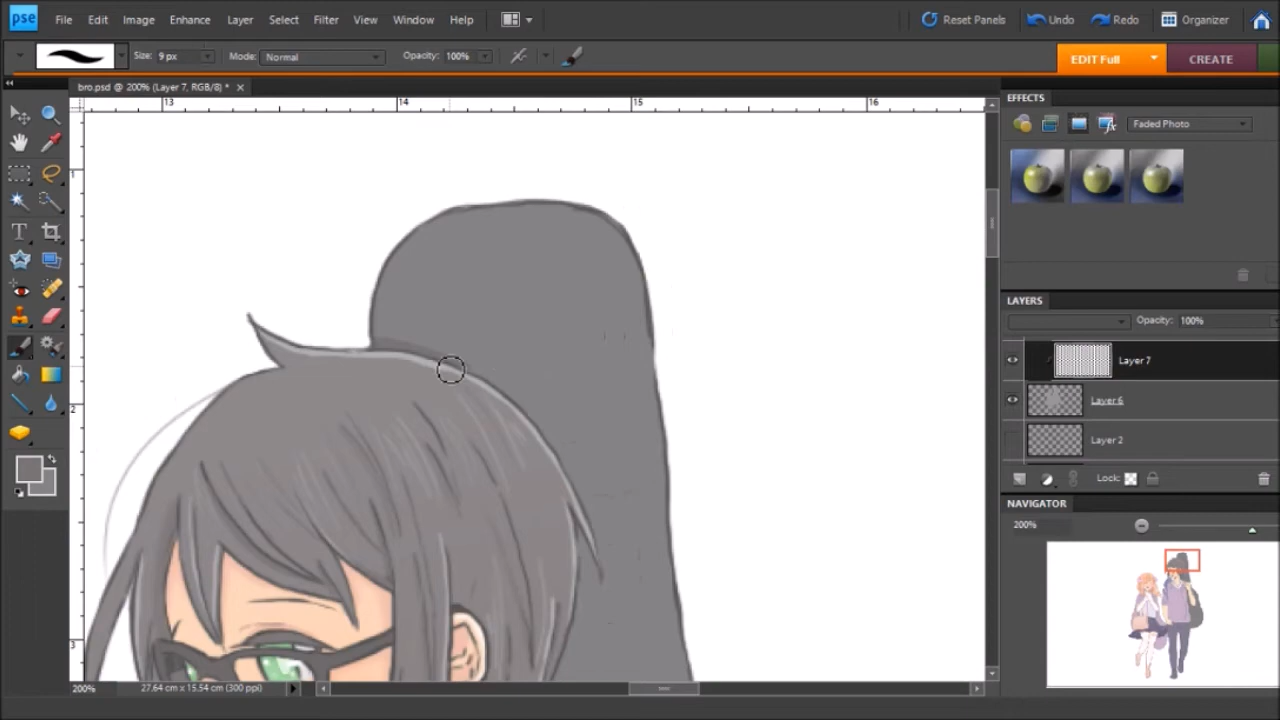 pse File Edit Image Enhance Layer Select Filter View Window Help Reset Panels Undo Redo Organizer
Size: 9 px Mode: Normal Opacity: 100% EDIT Full CREATE
bro.psd @ 200% (Layer 7, RGB/8) *
13 14 15 16
EFFECTS
Faded Photo
1
LAYERS
Opacity: 100%
Layer 7
2
Layer 6
Layer 2
Lock:
NAVIGATOR
200%
3
200% 27.64 cm x 15.54 cm (300 ppi)